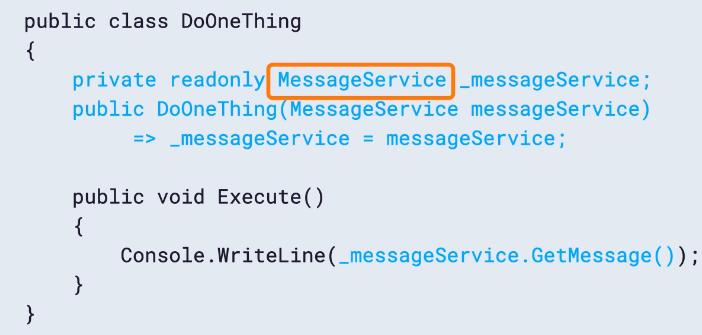 public class DoOneThing
{
    private readonly MessageService _messageService;
    public DoOneThing(MessageService messageService)
         => _messageService = messageService;

    public void Execute()
    {
        Console.WriteLine(_messageService.GetMessage());
    }
}